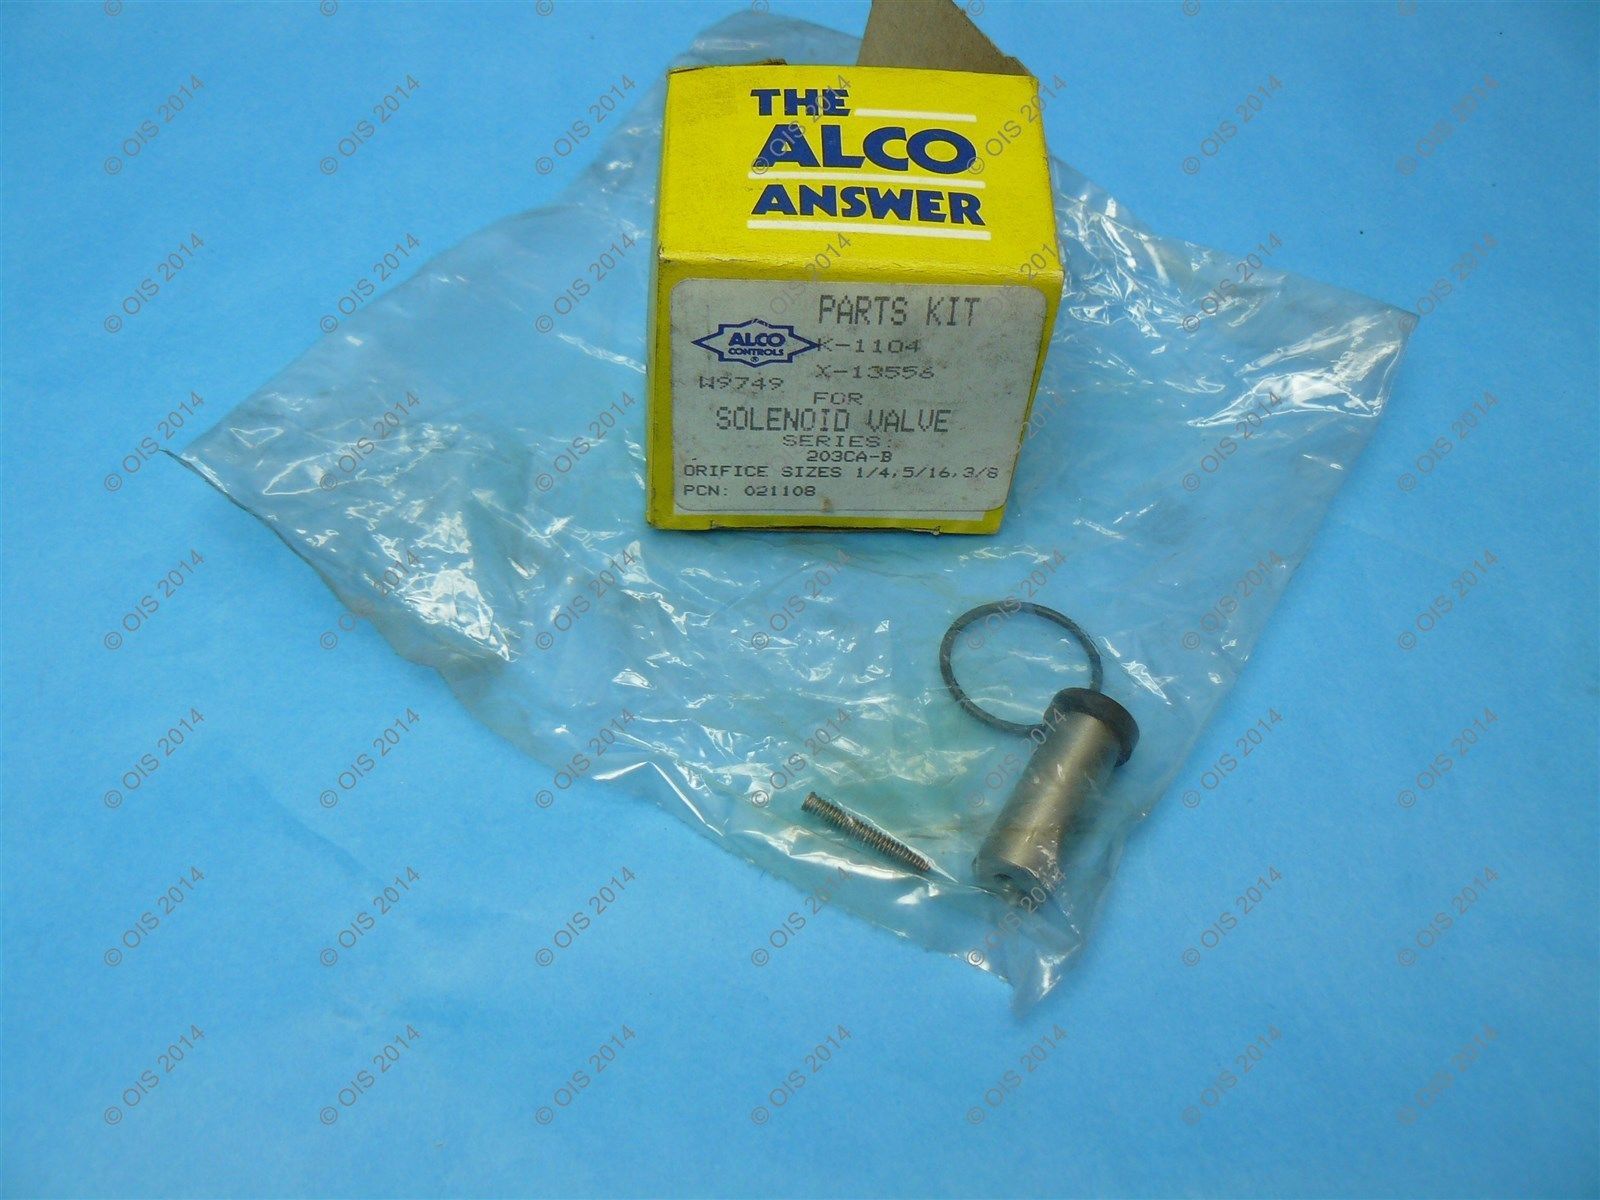 THE
ALCO
ANSWER
PARTS KIT
ALCO
CONTROLS
®
K-1104
X-13556
W9749
FOR
SOLENOID VALVE
SERIES:
203CA-B
ORIFICE SIZES 1/4,5/16,3/8
PCN: 021108
© OIS 2014